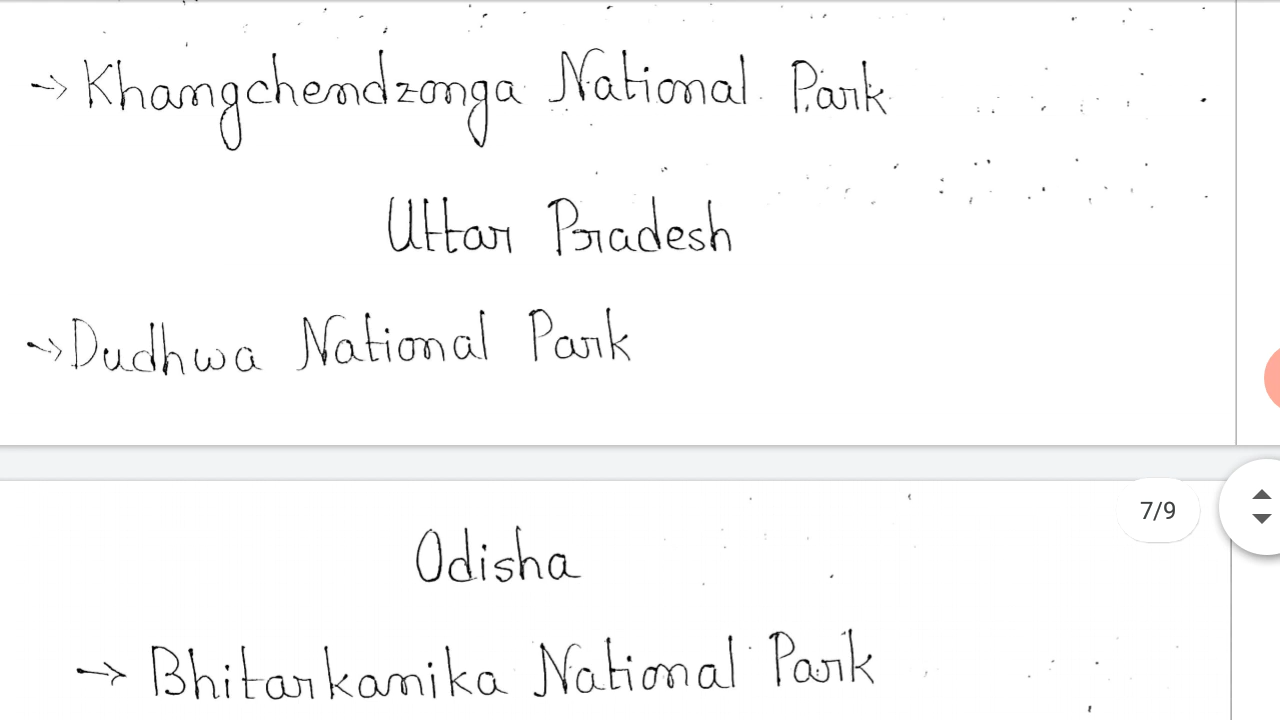 → Khangchendzonga National Park
Uttar Pradesh
→ Dudhwa National Park
7/9
Odisha
→ Bhitarkanika National Park